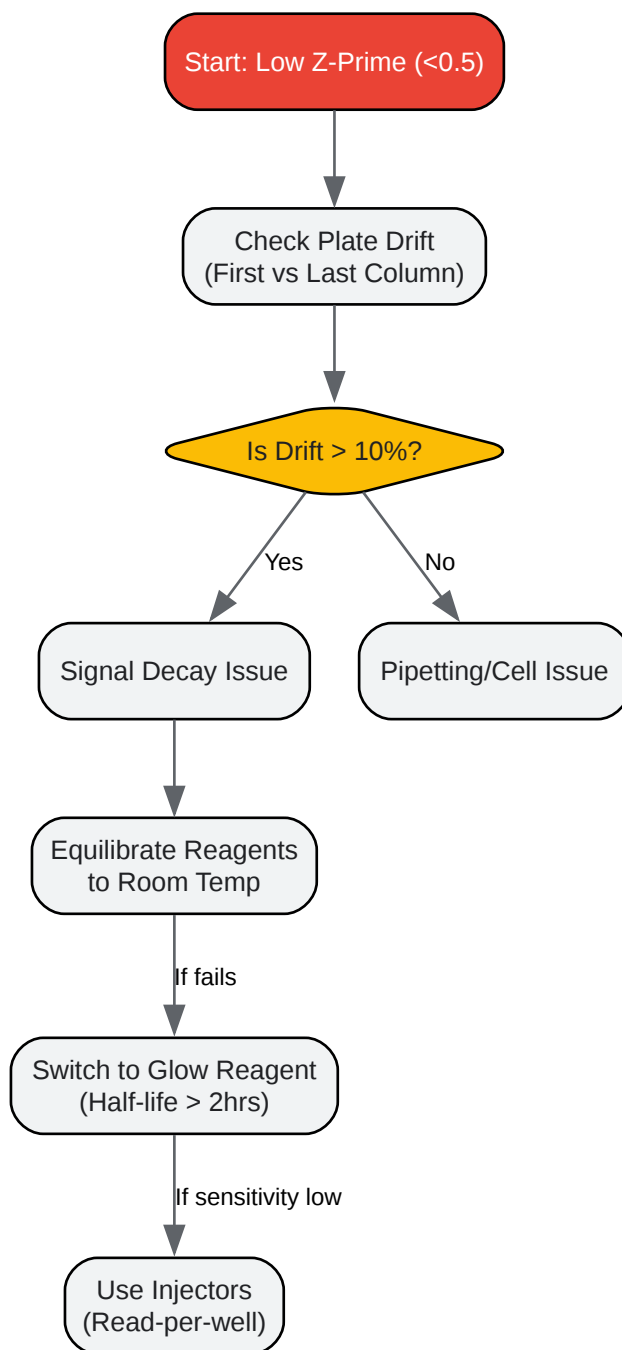 Start: Low Z-Prime (<0.5)
Check Plate Drift
(First vs Last Column)
Is Drift > 10%?
Yes
No
Signal Decay Issue
Pipetting/Cell Issue
Equilibrate Reagents
to Room Temp
If fails
Switch to Glow Reagent
(Half-life > 2hrs)
If sensitivity low
Use Injectors
(Read-per-well)